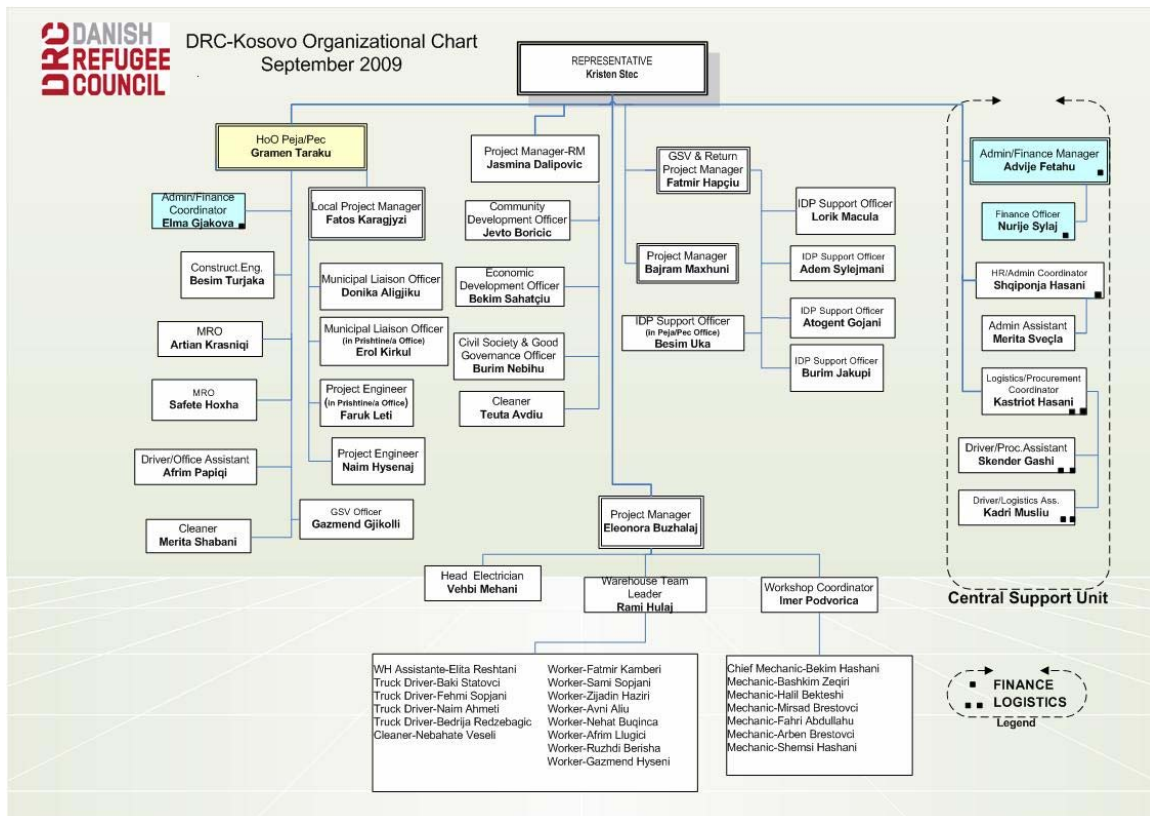 DRC DANISH
REFUGEE
COUNCIL
DRC-Kosovo Organizational Chart
September 2009
REPRESENTATIVE
Kristen Stec
HoO Peja/Pec
Gramen Taraku
Admin/Finance
Coordinator
Elma Gjakova
Construct.Eng.
Besim Turjaka
MRO
Artian Krasniqi
MRO
Safete Hoxha
Driver/Office Assistant
Afrim Papiqi
Cleaner
Merita Shabani
Local Project Manager
Fatos Karagjyzi
Municipal Liaison Officer
Donika Aligjiku
Municipal Liaison Officer
(in Prishtine/a Office)
Erol Kirkul
Project Engineer
(in Prishtine/a Office)
Faruk Leti
Project Engineer
Naim Hysenaj
GSV Officer
Gazmend Gjikolli
Project Manager-RM
Jasmina Dalipovic
Community
Development Officer
Jevto Boricic
Economic
Development Officer
Bekim Sahatçiu
Civil Society & Good
Governance Officer
Burim Nebihu
Cleaner
Teuta Avdiu
GSV & Return
Project Manager
Fatmir Hapçiu
Project Manager
Bajram Maxhuni
IDP Support Officer
(in Peja/Pec Office)
Besim Uka
IDP Support Officer
Lorik Macula
IDP Support Officer
Adem Sylejmani
IDP Support Officer
Atogent Gojani
IDP Support Officer
Burim Jakupi
Admin/Finance Manager
Advije Fetahu
Finance Officer
Nurije Sylaj
HR/Admin Coordinator
Shqiponja Hasani
Admin Assistant
Merita Sveçla
Logistics/Procurement
Coordinator
Kastriot Hasani
Driver/Proc.Assistant
Skender Gashi
Driver/Logistics Ass.
Kadri Musliu
Central Support Unit
Project Manager
Eleonora Buzhalaj
Head Electrician
Vehbi Mehani
Warehouse Team
Leader
Rami Hulaj
Workshop Coordinator
Imer Podvorica
WH Assistante-Elita Reshtani
Truck Driver-Baki Statovci
Truck Driver-Fehmi Sopjani
Truck Driver-Naim Ahmeti
Truck Driver-Bedrija Redzebagic
Cleaner-Nebahate Veseli
Worker-Fatmir Kamberi
Worker-Sami Sopjani
Worker-Zijadin Haziri
Worker-Avni Aliu
Worker-Nehat Buqinca
Worker-Afrim Llugici
Worker-Ruzhdi Berisha
Worker-Gazmend Hyseni
Chief Mechanic-Bekim Hashani
Mechanic-Bashkim Zeqiri
Mechanic-Halil Bekteshi
Mechanic-Mirsad Brestovci
Mechanic-Fahri Abdullahu
Mechanic-Arben Brestovci
Mechanic-Shemsi Hashani
FINANCE
LOGISTICS
Legend